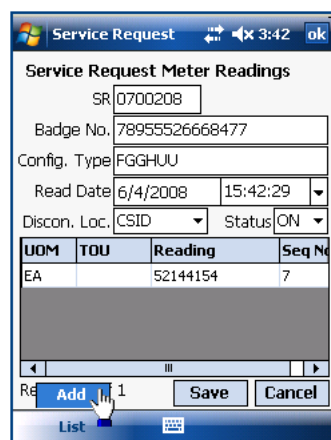 Service Request 3:42 ok
Service Request Meter Readings
SR 0700208
Badge No. 78955526668477
Config. Type FGGHUU
Read Date 6/4/2008 15:42:29
Discon. Loc. CSID Status ON
UOM TOU Reading Seq
EA 52144154 7
1
Add Save Cancel
List